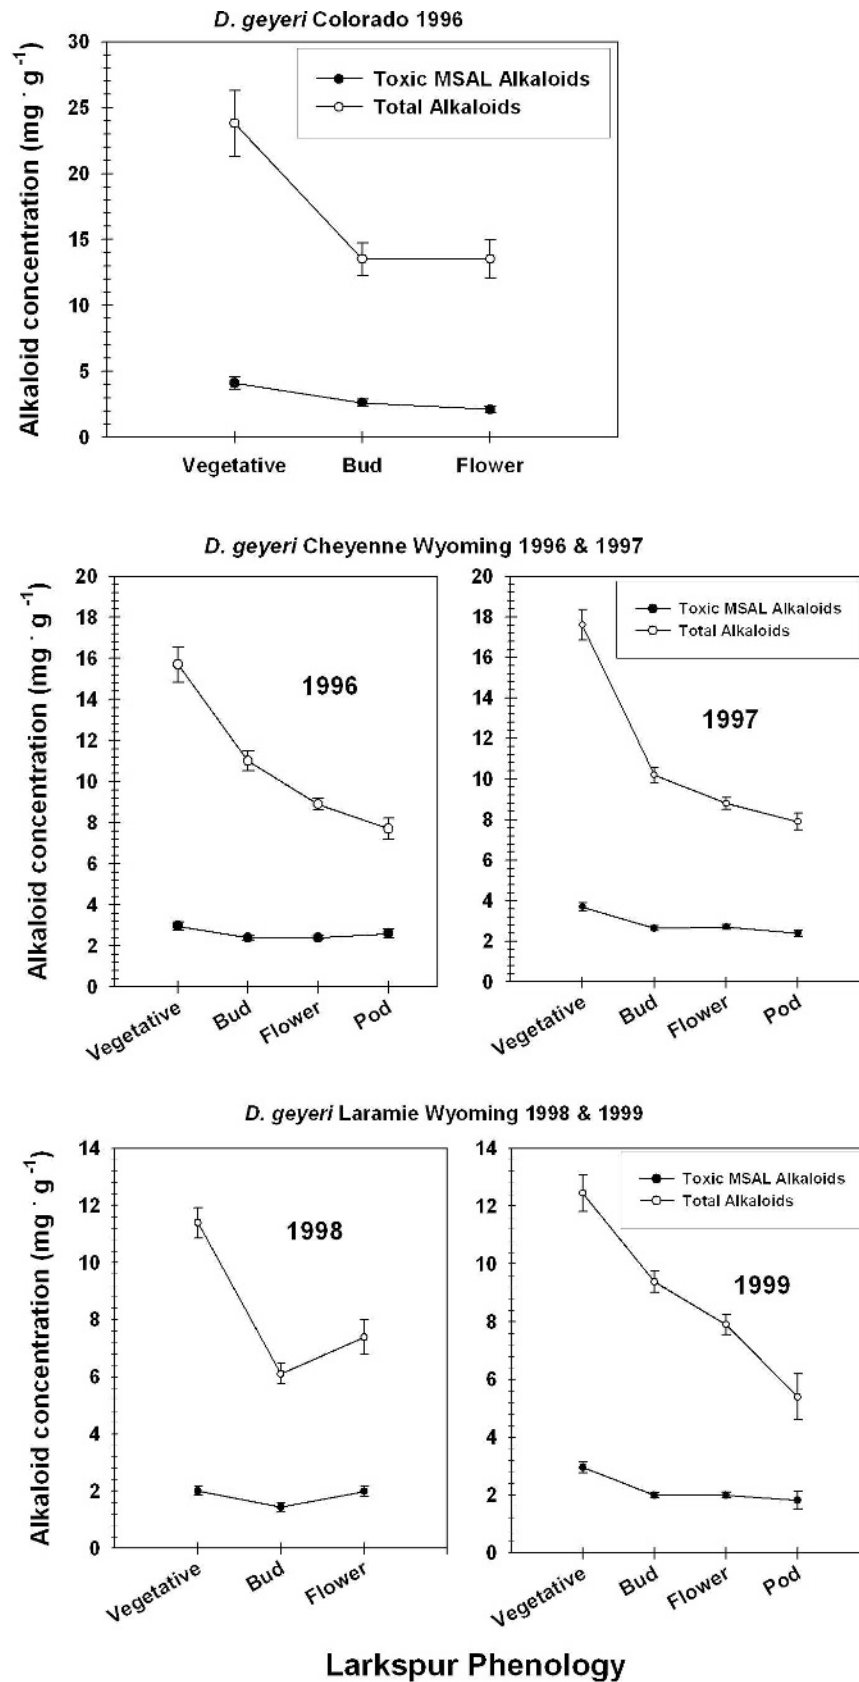 D. geyeri Colorado 1996
Alkaloid concentration (mg · g⁻¹)
30
25
20
15
10
5
0
Toxic MSAL Alkaloids
Total Alkaloids
Vegetative Bud Flower
D. geyeri Cheyenne Wyoming 1996 & 1997
Alkaloid concentration (mg · g⁻¹)
20
18
16
14
12
10
8
6
4
2
0
1996
Vegetative Bud Flower Pod
20
18
16
14
12
10
8
6
4
2
0
Toxic MSAL Alkaloids
Total Alkaloids
1997
Vegetative Bud Flower Pod
D. geyeri Laramie Wyoming 1998 & 1999
Alkaloid concentration (mg · g⁻¹)
14
12
10
8
6
4
2
0
1998
Vegetative Bud Flower
14
12
10
8
6
4
2
0
Toxic MSAL Alkaloids
Total Alkaloids
1999
Vegetative Bud Flower Pod
Larkspur Phenology